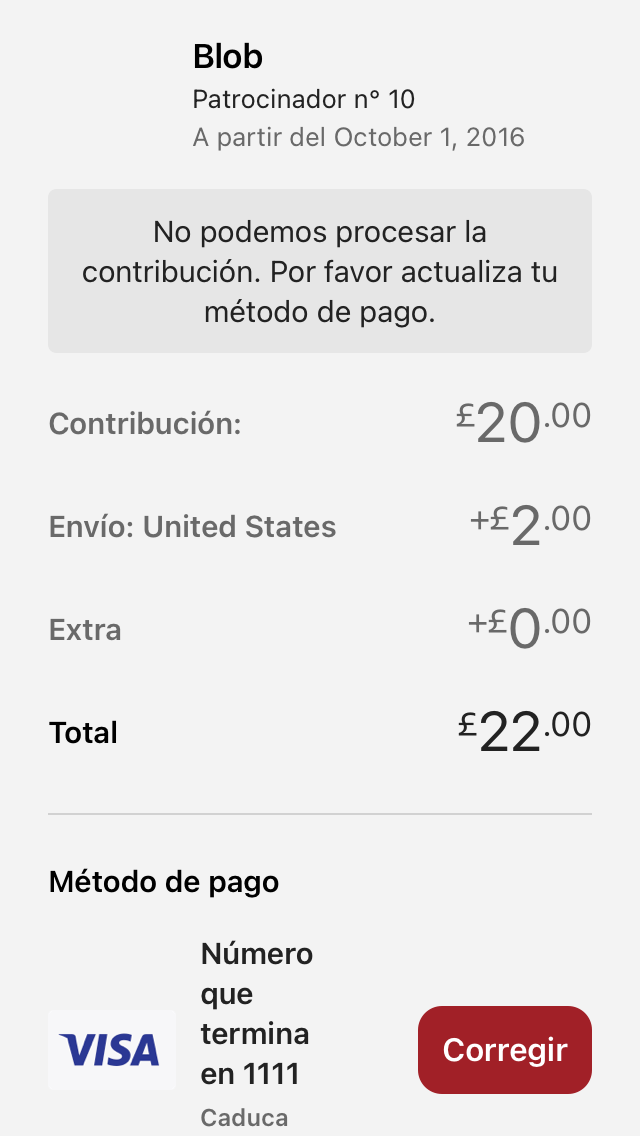 Blob
Patrocinador nº 10
A partir del October 1, 2016
No podemos procesar la
contribución. Por favor actualiza tu
método de pago.
Contribución: £20.00
Envío: United States +£2.00
Extra +£0.00
Total £22.00
Método de pago
Número
que
termina
en 1111
VISA
Corregir
Caduca